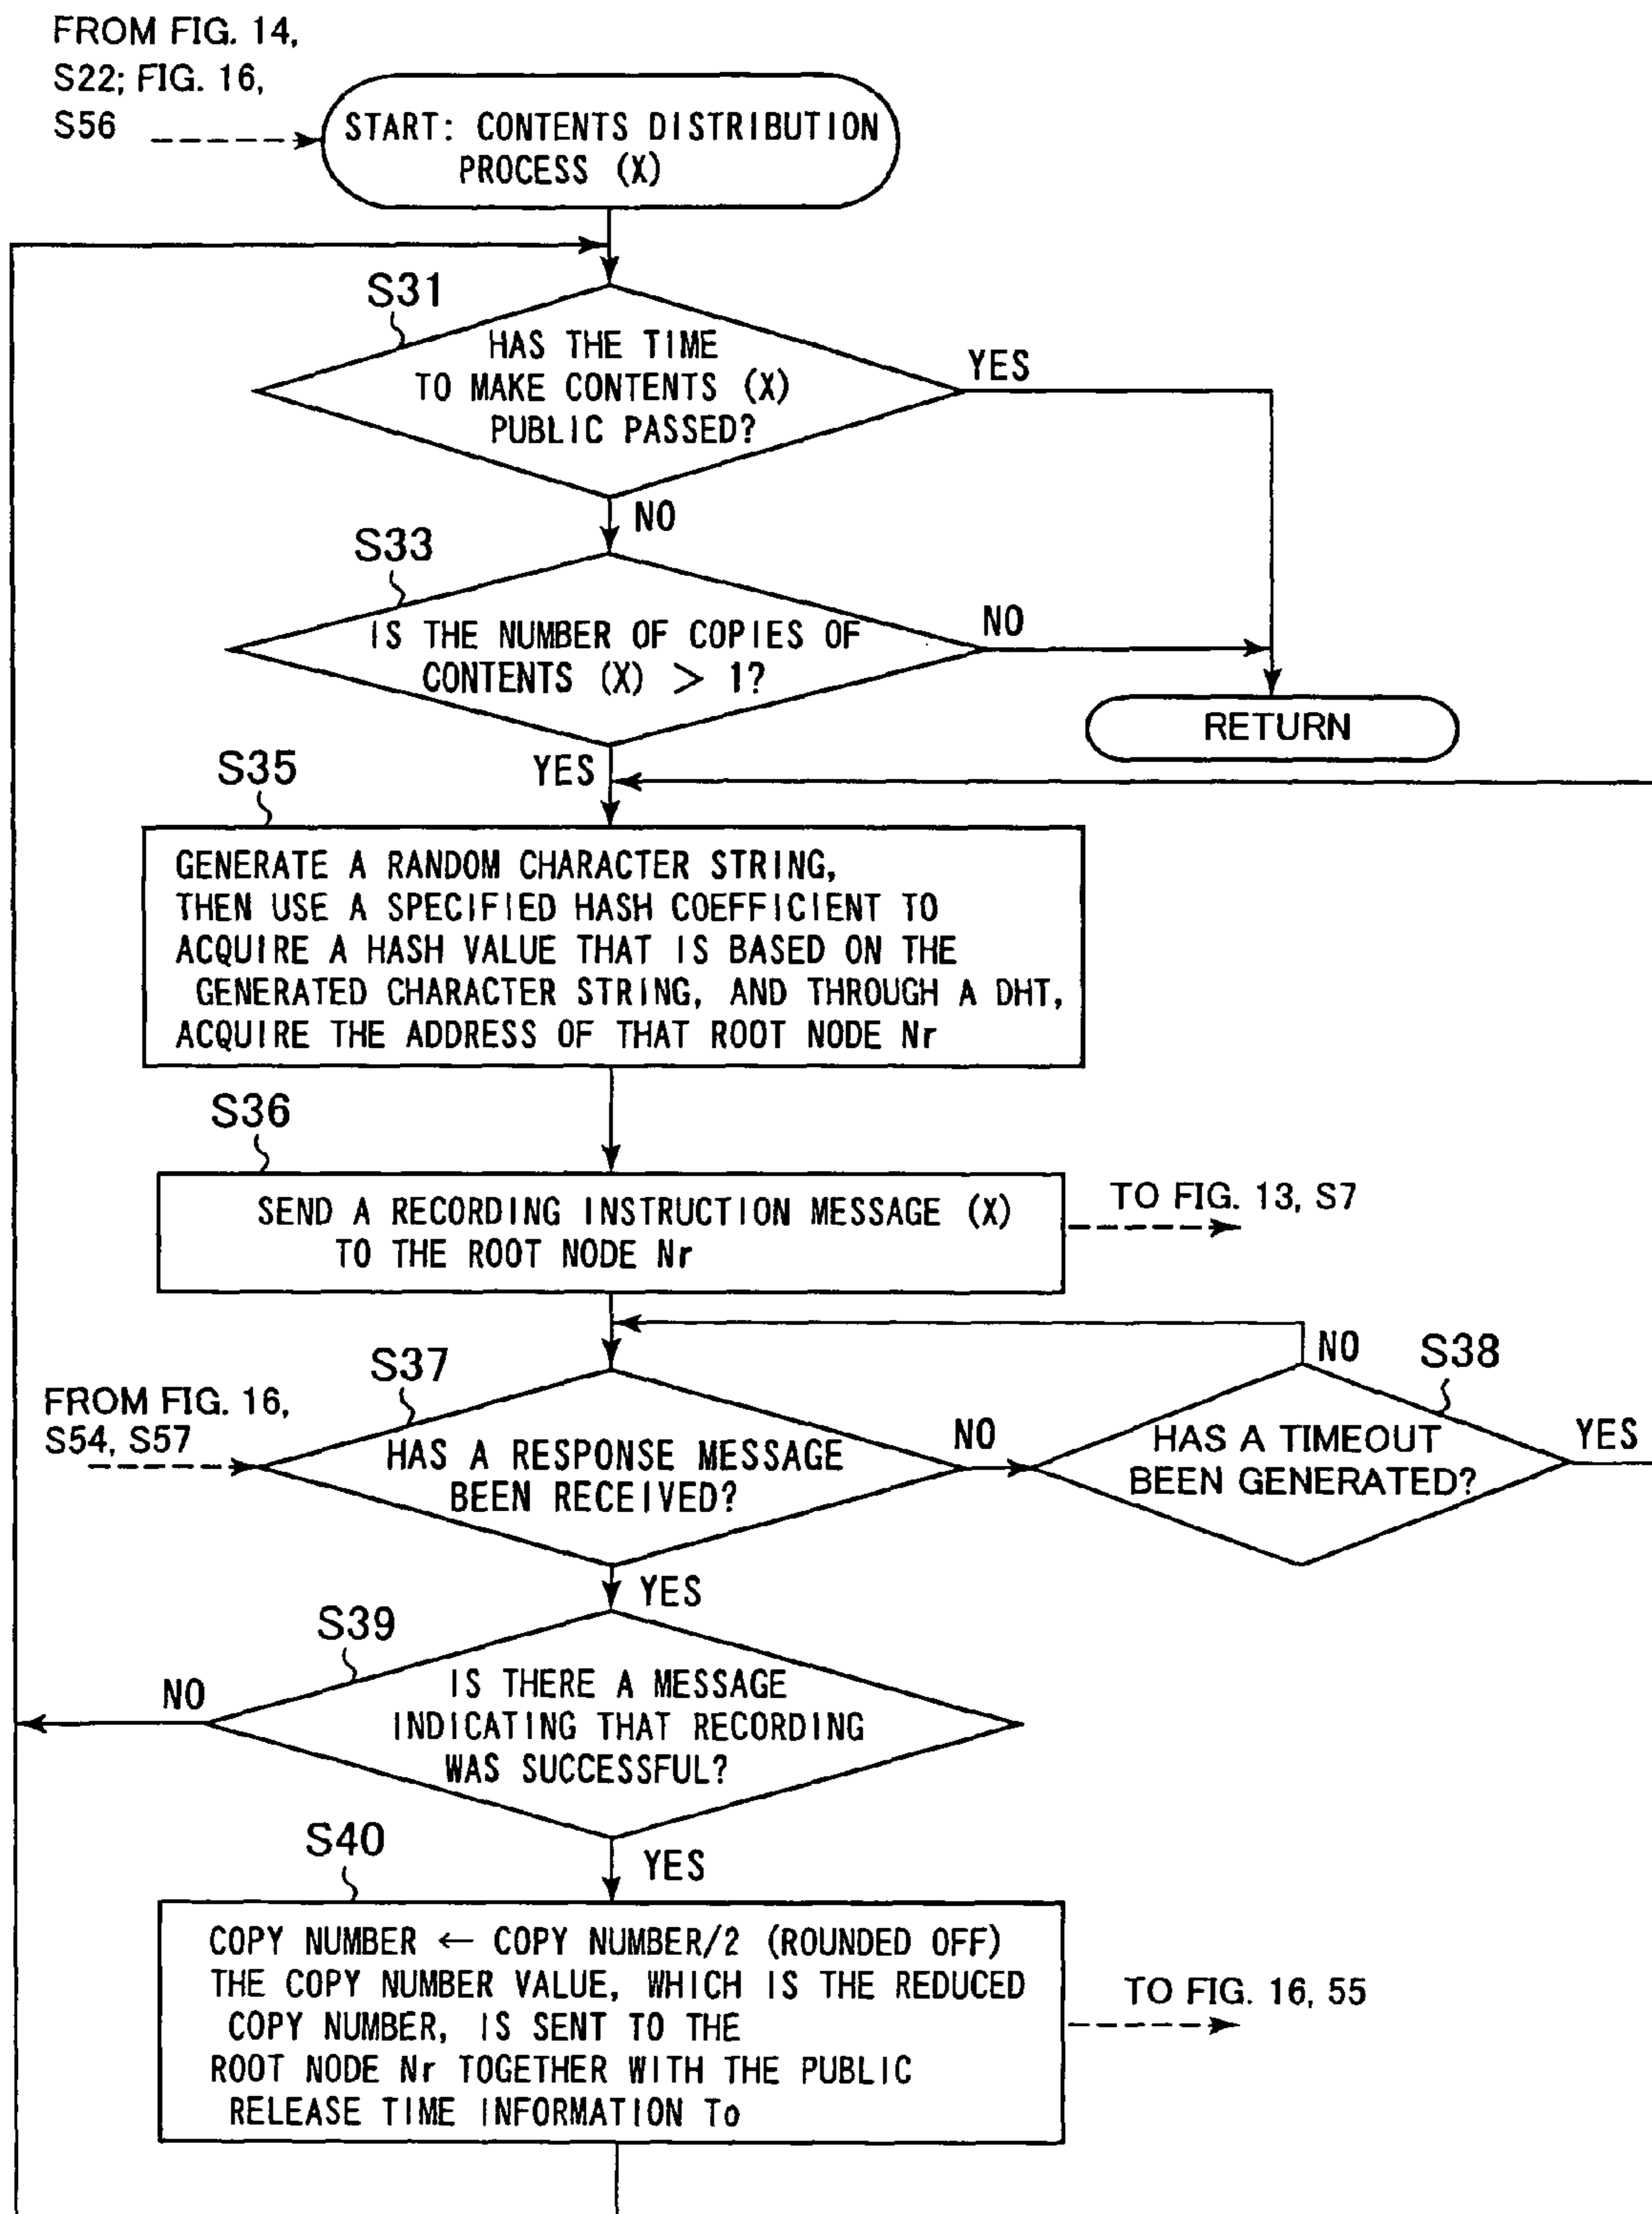 FROM FIG. 14,
S22; FIG. 16,
S56
START: CONTENTS DISTRIBUTION
PROCESS (X)
S31
HAS THE TIME
TO MAKE CONTENTS (X)
PUBLIC PASSED?
YES
NO
S33
IS THE NUMBER OF COPIES OF
CONTENTS (X) > 1?
NO
RETURN
YES
S35
GENERATE A RANDOM CHARACTER STRING,
THEN USE A SPECIFIED HASH COEFFICIENT TO
ACQUIRE A HASH VALUE THAT IS BASED ON THE
GENERATED CHARACTER STRING, AND THROUGH A DHT,
ACQUIRE THE ADDRESS OF THAT ROOT NODE Nr
S36
SEND A RECORDING INSTRUCTION MESSAGE (X)
TO THE ROOT NODE Nr
TO FIG. 13, S7
S37
FROM FIG. 16,
S54, S57
HAS A RESPONSE MESSAGE
BEEN RECEIVED?
NO
NO
S38
HAS A TIMEOUT
BEEN GENERATED?
YES
YES
S39
IS THERE A MESSAGE
INDICATING THAT RECORDING
WAS SUCCESSFUL?
NO
YES
S40
COPY NUMBER ← COPY NUMBER/2 (ROUNDED OFF)
THE COPY NUMBER VALUE, WHICH IS THE REDUCED
COPY NUMBER, IS SENT TO THE
ROOT NODE Nr TOGETHER WITH THE PUBLIC
RELEASE TIME INFORMATION To
TO FIG. 16, 55